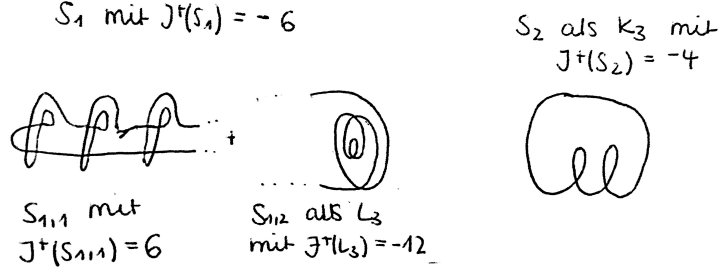 S₁ mit J⁺(S₁) = - 6
S₂ als K₃ mit
J⁺(S₂) = -4
+
S₁,₁ mit
J⁺(S₁,₁) = 6
S₁,₂ als L₃
mit J⁺(L₃) = -12